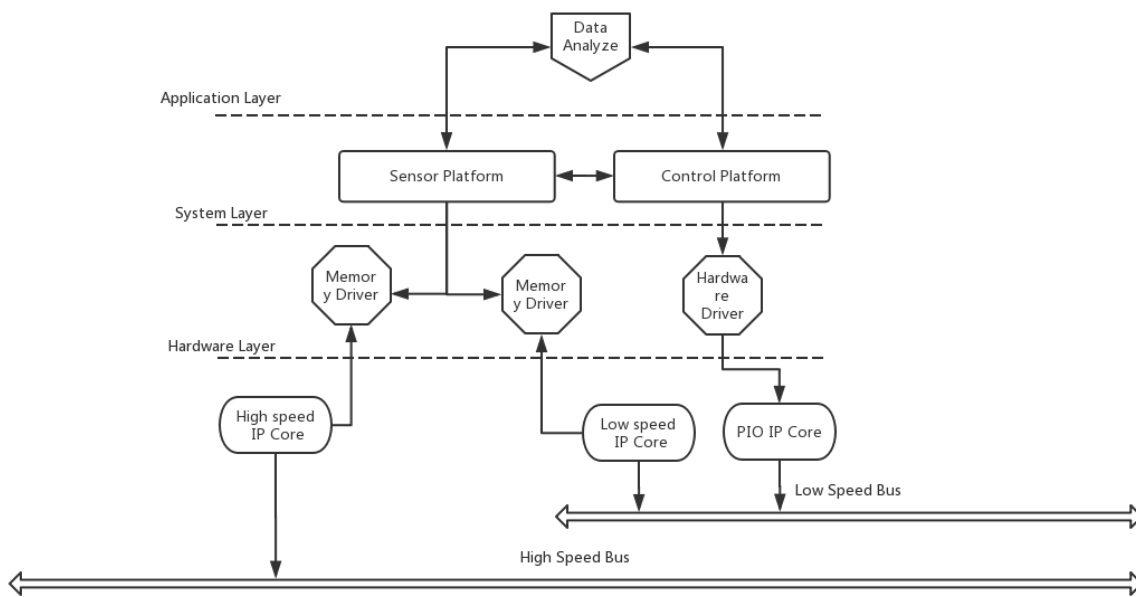 Data
Analyze
Application Layer
Sensor Platform
Control Platform
System Layer
Memor
y Driver
Memor
y Driver
Hardwa
re
Driver
Hardware Layer
High speed
IP Core
Low speed
IP Core
PIO IP Core
Low Speed Bus
High Speed Bus